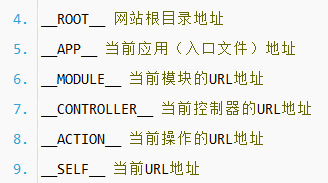 4. __ROOT__ 网站根目录地址
5. __APP__ 当前应用（入口文件）地址
6. __MODULE__ 当前模块的URL地址
7. __CONTROLLER__ 当前控制器的URL地址
8. __ACTION__ 当前操作的URL地址
9. __SELF__ 当前URL地址